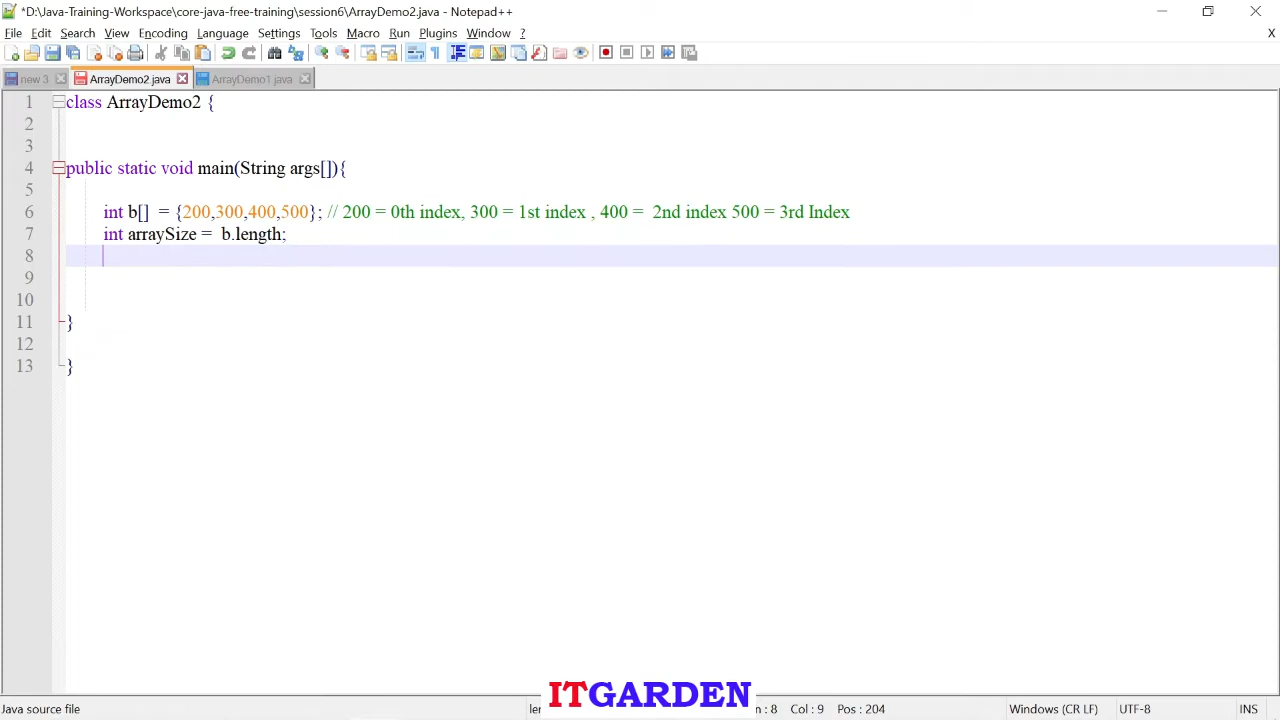 *D:\Java-Training-Workspace\core-java-free-training\session6\ArrayDemo2.java - Notepad++
File Edit Search View Encoding Language Settings Tools Macro Run Plugins Window ? X
new 3 ArrayDemo2.java ArrayDemo1.java
1 class ArrayDemo2 {
2
3
4 public static void main(String args[]){
5
6 int b[]  = {200,300,400,500}; // 200 = 0th index, 300 = 1st index , 400 =  2nd index 500 = 3rd Index
7 int arraySize =  b.length;
8
9
10
11 }
12
13 }
ITGARDEN
Java source file len : 8 Col : 9 Pos : 204 Windows (CR LF) UTF-8 INS